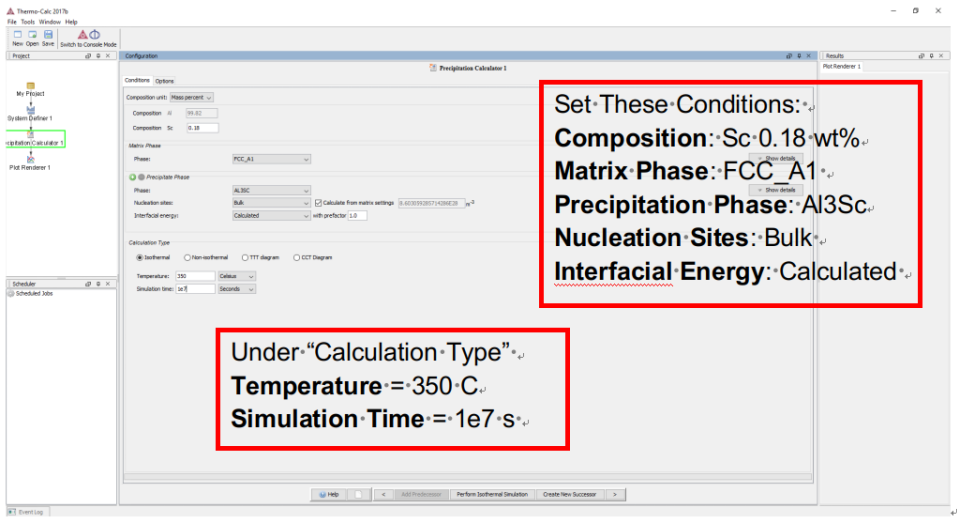 Thermo-Calc 2017b
File Tools Window Help
New Open Save Switch to Console Mode
Project
Configuration
Results
Precipitation Calculator 1
Plot Renderer 1
Conditions Options
My Project
System Definer 1
cipitation Calculator 1
Plot Renderer 1
Composition unit: Mass percent
Composition Al 99.82
Composition Sc 0.18
Matrix Phase
Phase: FCC_A1
Show details
Precipitate Phase
Phase: AL3SC
Show details
Nucleation sites: Bulk Calculate from matrix settings m-3
Interfacial energy: Calculated with prefactor 1.0
Calculation Type
Isothermal Non-isothermal TTT diagram CCT Diagram
Temperature: 350 Celsius
Simulation time: 1e7 Seconds
Scheduler
Scheduled Jobs
Set These Conditions:
Composition: Sc 0.18 wt%
Matrix Phase: FCC_A1
Precipitation Phase: Al3Sc
Nucleation Sites: Bulk
Interfacial Energy: Calculated
Under “Calculation Type”
Temperature = 350 C
Simulation Time = 1e7 s
Help < Add Predecessor Perform Isothermal Simulation Create New Successor >
Event Log